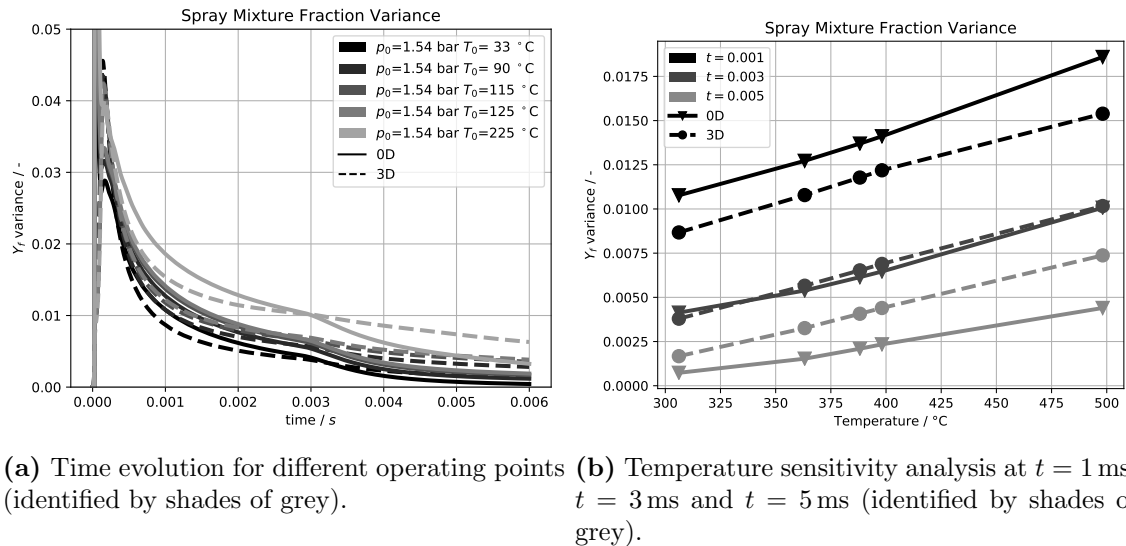 Spray Mixture Fraction Variance
0.05
0.04
0.03
0.02
0.01
0.00
Y_f variance / -
0.000 0.001 0.002 0.003 0.004 0.005 0.006
time / s
p_0=1.54 bar T_0= 33 °C
p_0=1.54 bar T_0= 90 °C
p_0=1.54 bar T_0=115 °C
p_0=1.54 bar T_0=125 °C
p_0=1.54 bar T_0=225 °C
0D
3D
(a) Time evolution for different operating points
(identified by shades of grey).
Spray Mixture Fraction Variance
0.0175
0.0150
0.0125
0.0100
0.0075
0.0050
0.0025
0.0000
Y_f variance / -
300 325 350 375 400 425 450 475 500
Temperature / °C
t = 0.001
t = 0.003
t = 0.005
0D
3D
(b) Temperature sensitivity analysis at t = 1 ms
t = 3 ms and t = 5 ms (identified by shades o
grey).